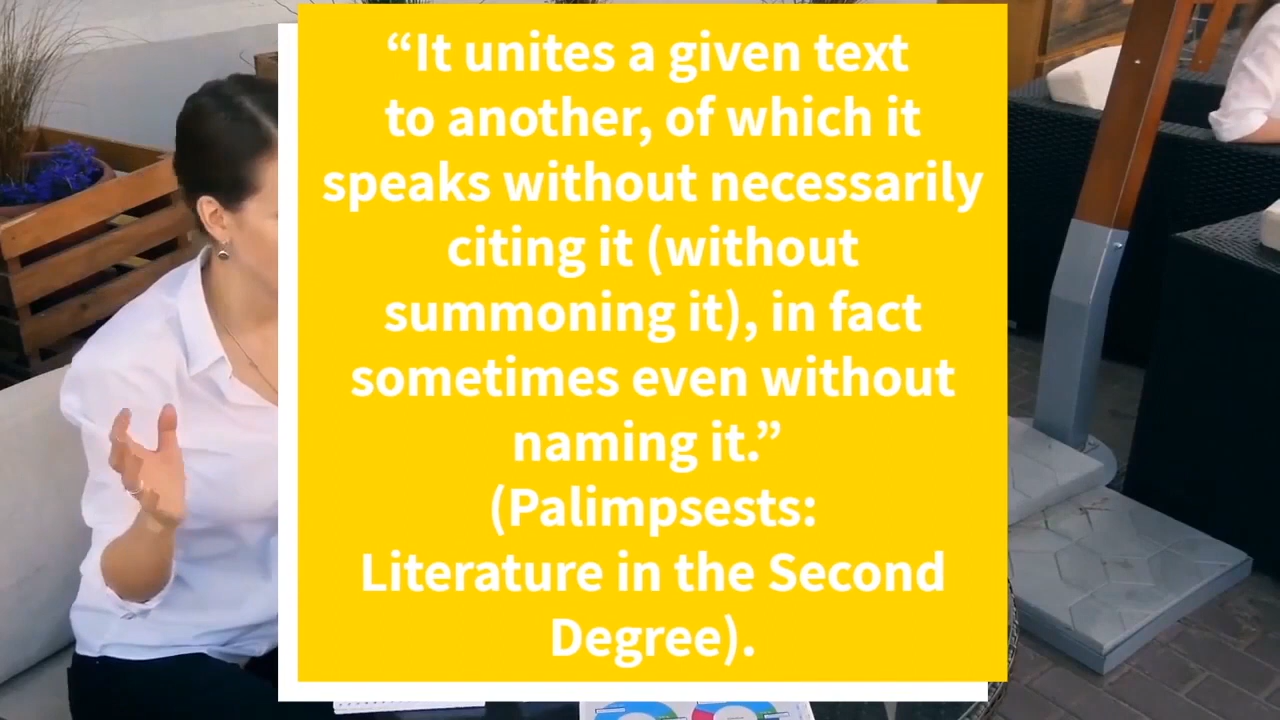 “It unites a given text
to another, of which it
speaks without necessarily
citing it (without
summoning it), in fact
sometimes even without
naming it.”
(Palimpsests:
Literature in the Second
Degree).